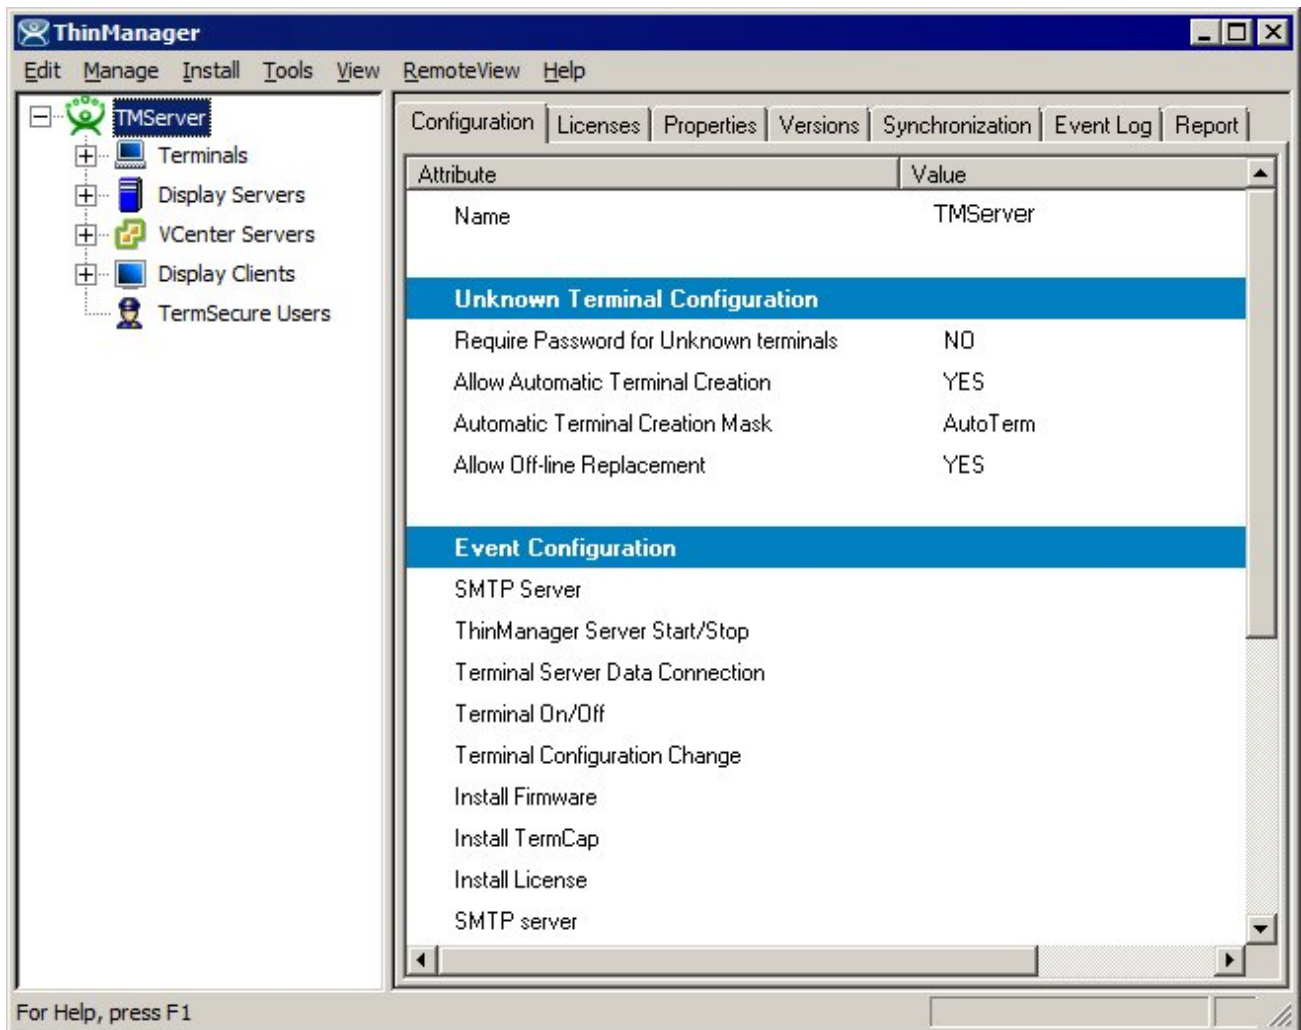 ThinManager
Edit Manage Install Tools View RemoteView Help
TMServer
Terminals
Display Servers
VCenter Servers
Display Clients
TermSecure Users
Configuration Licenses Properties Versions Synchronization Event Log Report
Attribute Value
Name TMServer
Unknown Terminal Configuration
Require Password for Unknown terminals NO
Allow Automatic Terminal Creation YES
Automatic Terminal Creation Mask AutoTerm
Allow Off-line Replacement YES
Event Configuration
SMTP Server
ThinManager Server Start/Stop
Terminal Server Data Connection
Terminal On/Off
Terminal Configuration Change
Install Firmware
Install TermCap
Install License
SMTP server
For Help, press F1